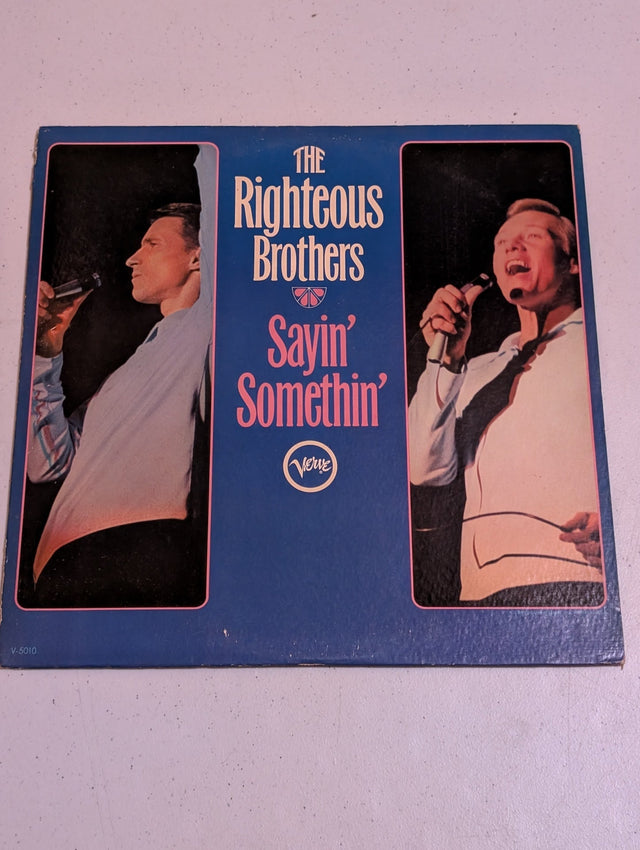 THE
Righteous
Brothers
Sayin'
Somethin'
Verve
V-5010